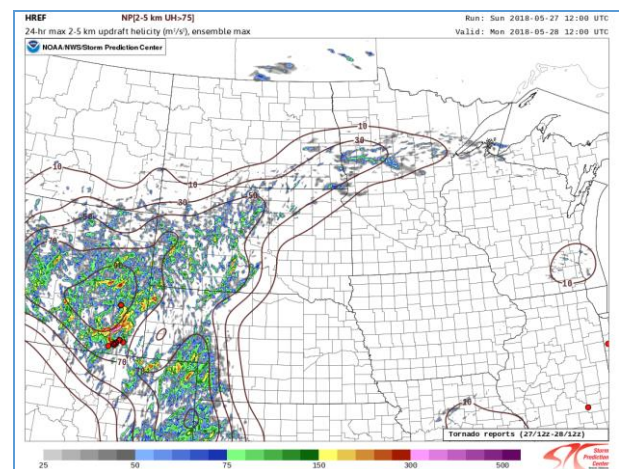 HREF NP[2-5 km UH>75] Run: Sun 2018-05-27 12:00 UTC
24-hr max 2-5 km updraft helicity (m²/s²), ensemble max Valid: Mon 2018-05-28 12:00 UTC
NOAA/NWS/Storm Prediction Center
10
30
10
10
50
30
90
10
70
10
Tornado reports (27/12z-28/12z)
25 50 75 150 300 500
Storm
Prediction
Center